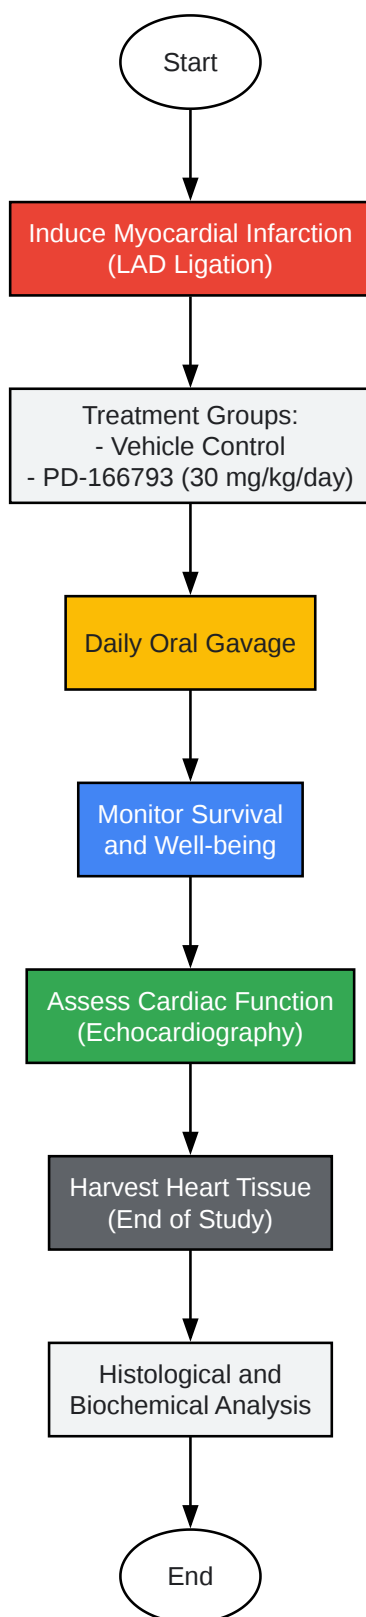 Start
Induce Myocardial Infarction
(LAD Ligation)
Treatment Groups:
- Vehicle Control
- PD-166793 (30 mg/kg/day)
Daily Oral Gavage
Monitor Survival
and Well-being
Assess Cardiac Function
(Echocardiography)
Harvest Heart Tissue
(End of Study)
Histological and
Biochemical Analysis
End